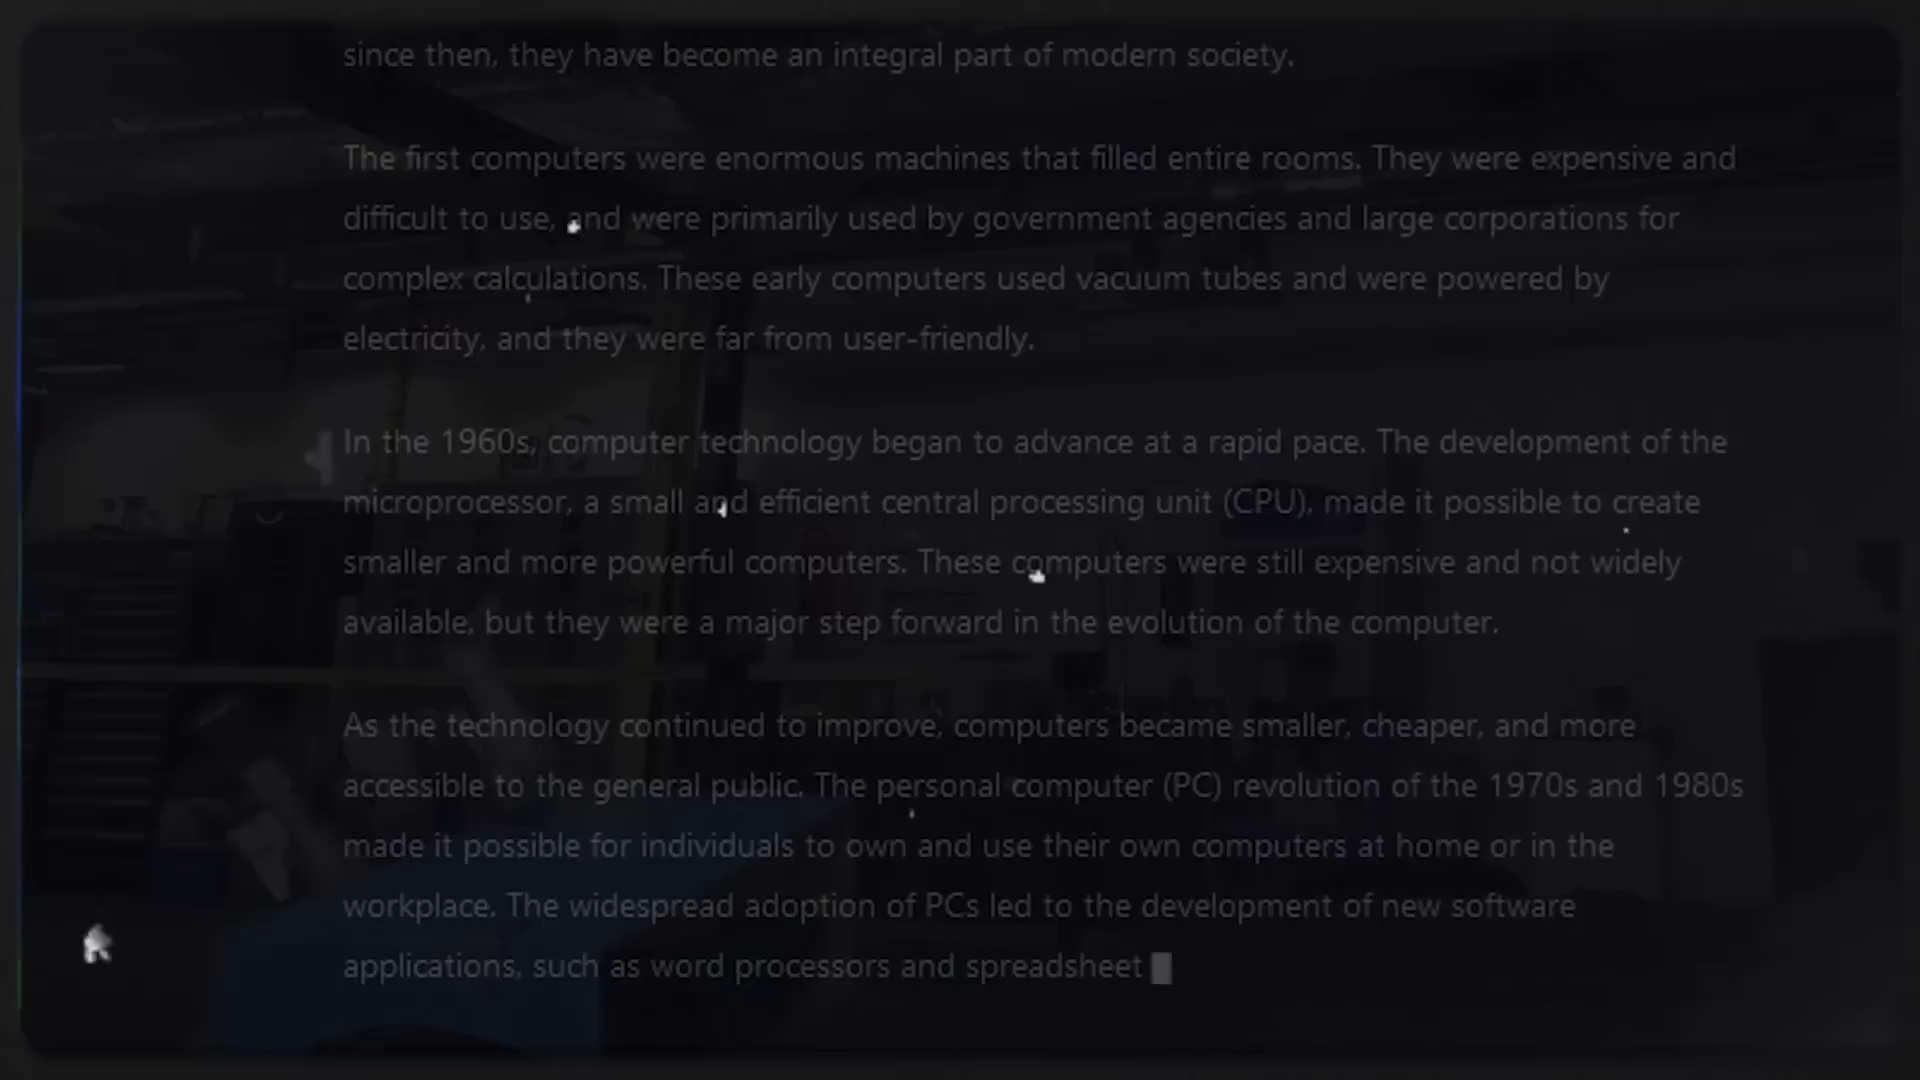 since then, they have become an integral part of modern society.
The first computers were enormous machines that filled entire rooms. They were expensive and
difficult to use, and were primarily used by government agencies and large corporations for
complex calculations. These early computers used vacuum tubes and were powered by
electricity, and they were far from user-friendly.
In the 1960s, computer technology began to advance at a rapid pace. The development of the
microprocessor, a small and efficient central processing unit (CPU), made it possible to create
smaller and more powerful computers. These computers were still expensive and not widely
available, but they were a major step forward in the evolution of the computer.
As the technology continued to improve, computers became smaller, cheaper, and more
accessible to the general public. The personal computer (PC) revolution of the 1970s and 1980s
made it possible for individuals to own and use their own computers at home or in the
workplace. The widespread adoption of PCs led to the development of new software
applications, such as word processors and spreadsheet